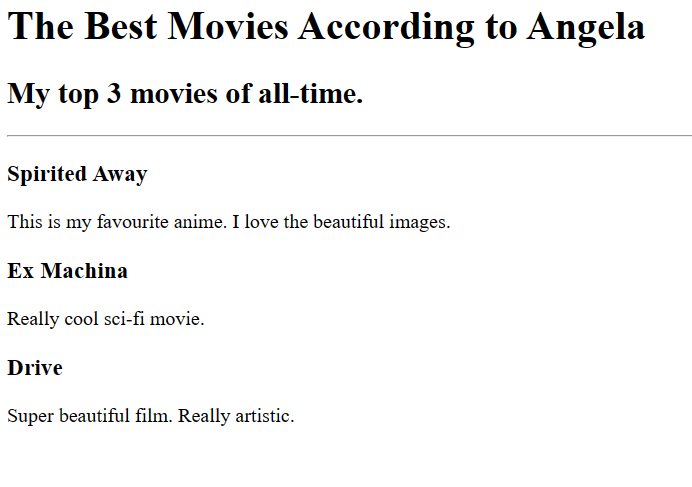 The Best Movies According to Angela
My top 3 movies of all-time.
Spirited Away
This is my favourite anime. I love the beautiful images.
Ex Machina
Really cool sci-fi movie.
Drive
Super beautiful film. Really artistic.